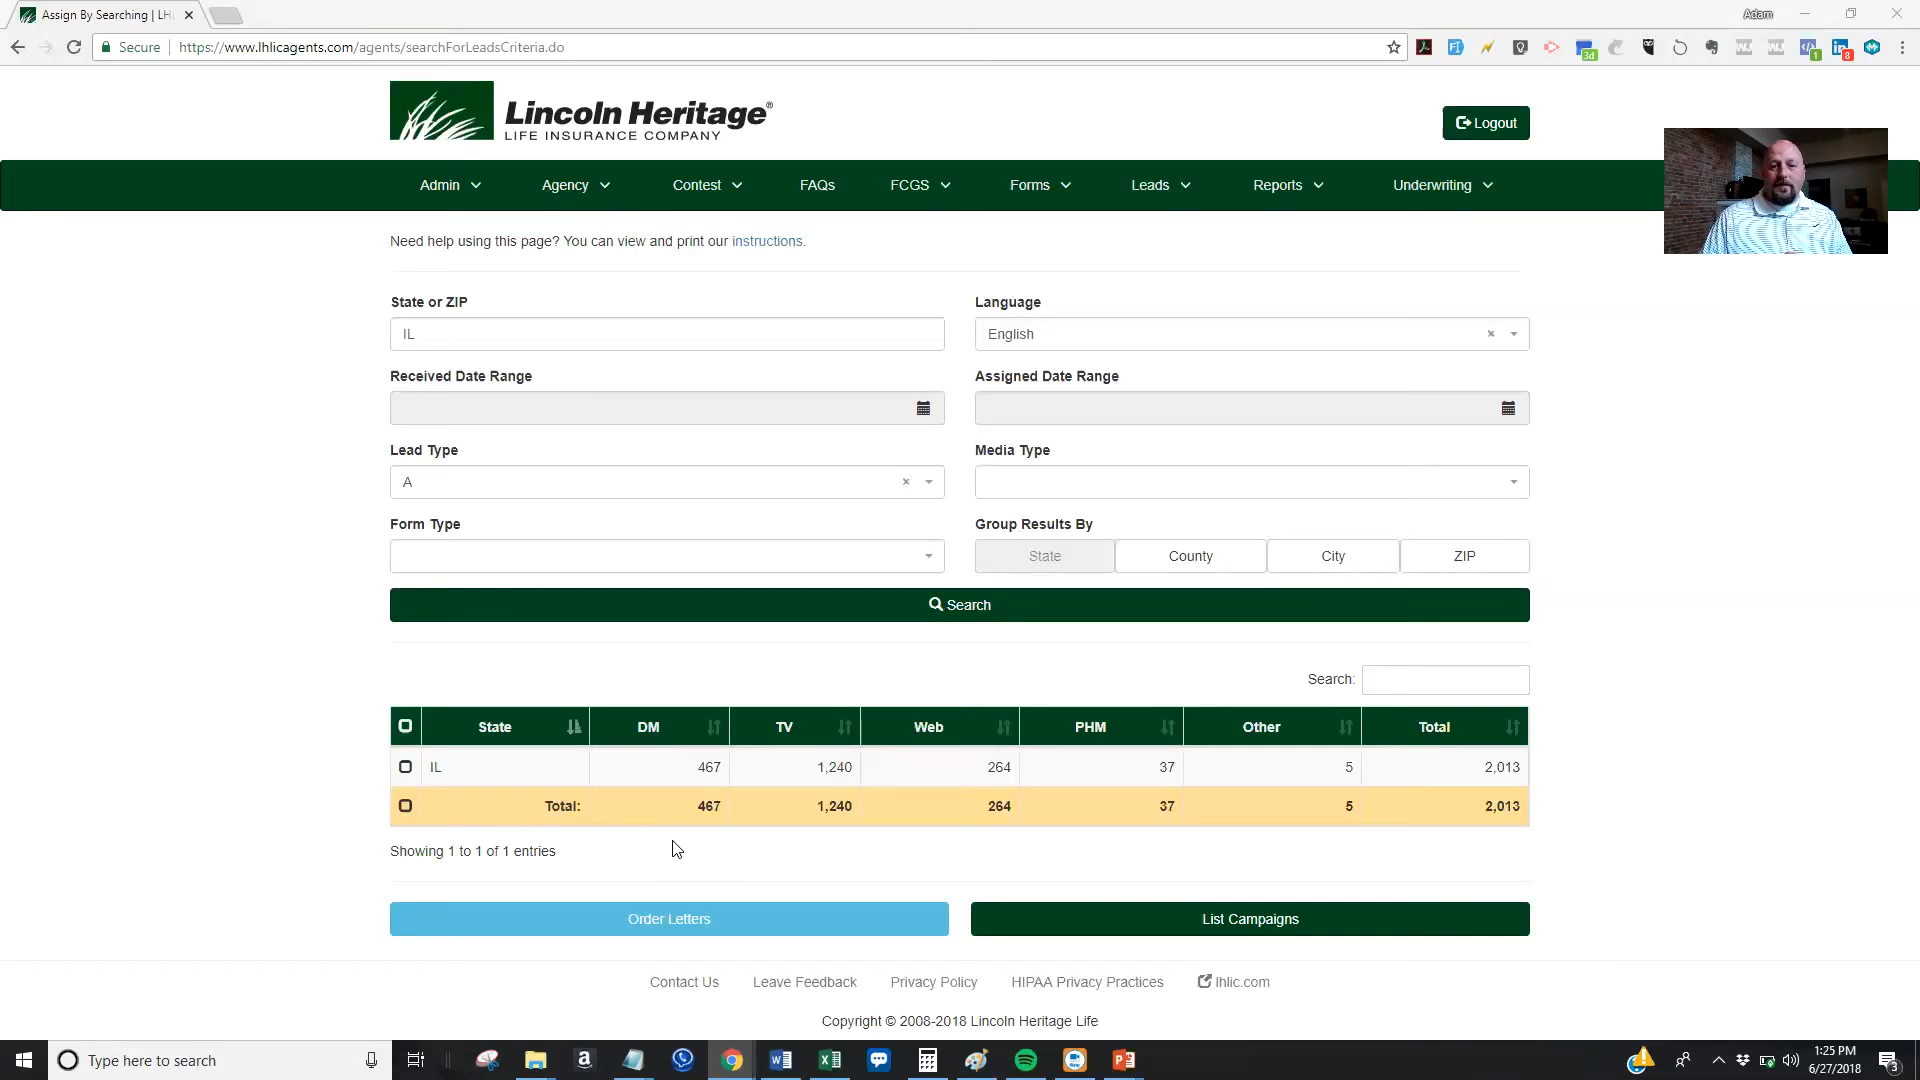 Assign By Searching | LH
Adam
Secure
https://www.lhlicagents.com/agents/searchForLeadsCriteria.do
3d
1
8
Lincoln Heritage®
LIFE INSURANCE COMPANY
Logout
Admin
Agency
Contest
FAQs
FCGS
Forms
Leads
Reports
Underwriting
Need help using this page? You can view and print our instructions.
State or ZIP
Language
IL
English
Received Date Range
Assigned Date Range
Lead Type
Media Type
A
Form Type
Group Results By
State
County
City
ZIP
Search
Search:
State DM TV Web PHM Other Total
IL 467 1,240 264 37 5 2,013
Total: 467 1,240 264 37 5 2,013
Showing 1 to 1 of 1 entries
Order Letters
List Campaigns
Contact Us
Leave Feedback
Privacy Policy
HIPAA Privacy Practices
lhlic.com
Copyright © 2008-2018 Lincoln Heritage Life
Type here to search
1:25 PM
6/27/2018
3